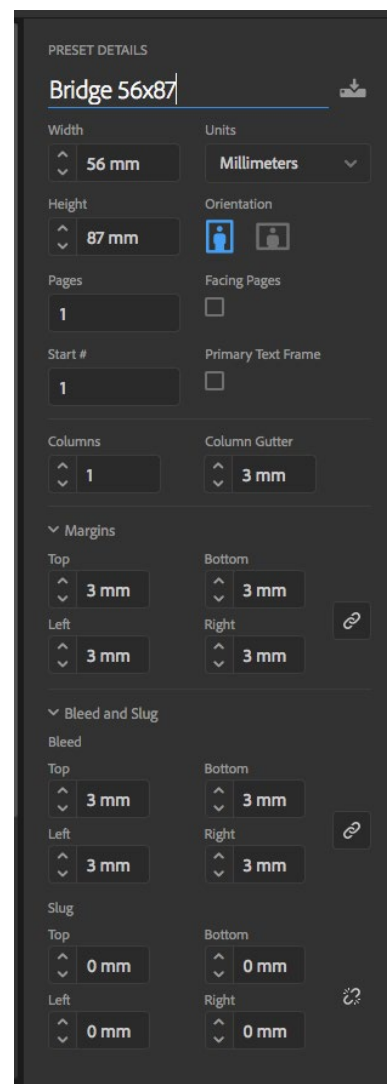 PRESET DETAILS
Bridge 56x87
Width Units
56 mm Millimeters
Height Orientation
87 mm
Pages Facing Pages
1
Start # Primary Text Frame
1
Columns Column Gutter
1 3 mm
Margins
Top Bottom
3 mm 3 mm
Left Right
3 mm 3 mm
Bleed and Slug
Bleed
Top Bottom
3 mm 3 mm
Left Right
3 mm 3 mm
Slug
Top Bottom
0 mm 0 mm
Left Right
0 mm 0 mm